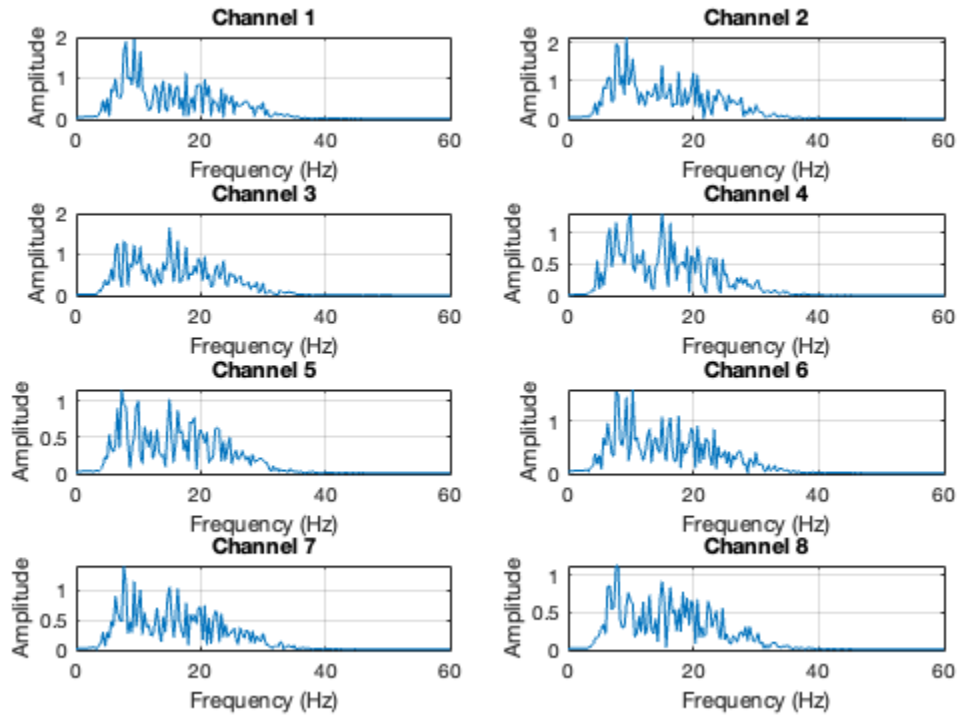 Channel 1
Amplitude
2
1
0
0 20 40 60
Frequency (Hz)
Channel 2
Amplitude
2
1
0
0 20 40 60
Frequency (Hz)
Channel 3
Amplitude
2
1
0
0 20 40 60
Frequency (Hz)
Channel 4
Amplitude
1
0.5
0
0 20 40 60
Frequency (Hz)
Channel 5
Amplitude
1
0.5
0
0 20 40 60
Frequency (Hz)
Channel 6
Amplitude
1
0
0 20 40 60
Frequency (Hz)
Channel 7
Amplitude
1
0.5
0
0 20 40 60
Frequency (Hz)
Channel 8
Amplitude
1
0.5
0
0 20 40 60
Frequency (Hz)